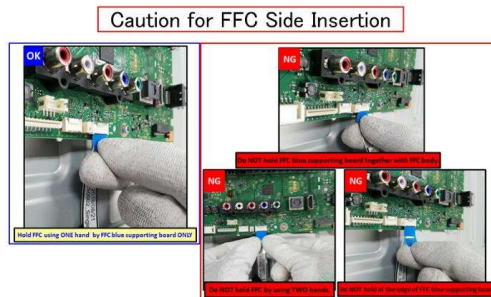 Caution for FFC Side Insertion
OK
NG
Do NOT hold FFC blue supporting board together with FFC body.
Hold FFC using ONE hand by FFC blue supporting board ONLY
NG
NG
Do NOT hold FFC by using TWO hands
Do NOT hold at the edge of FFC blue supporting board